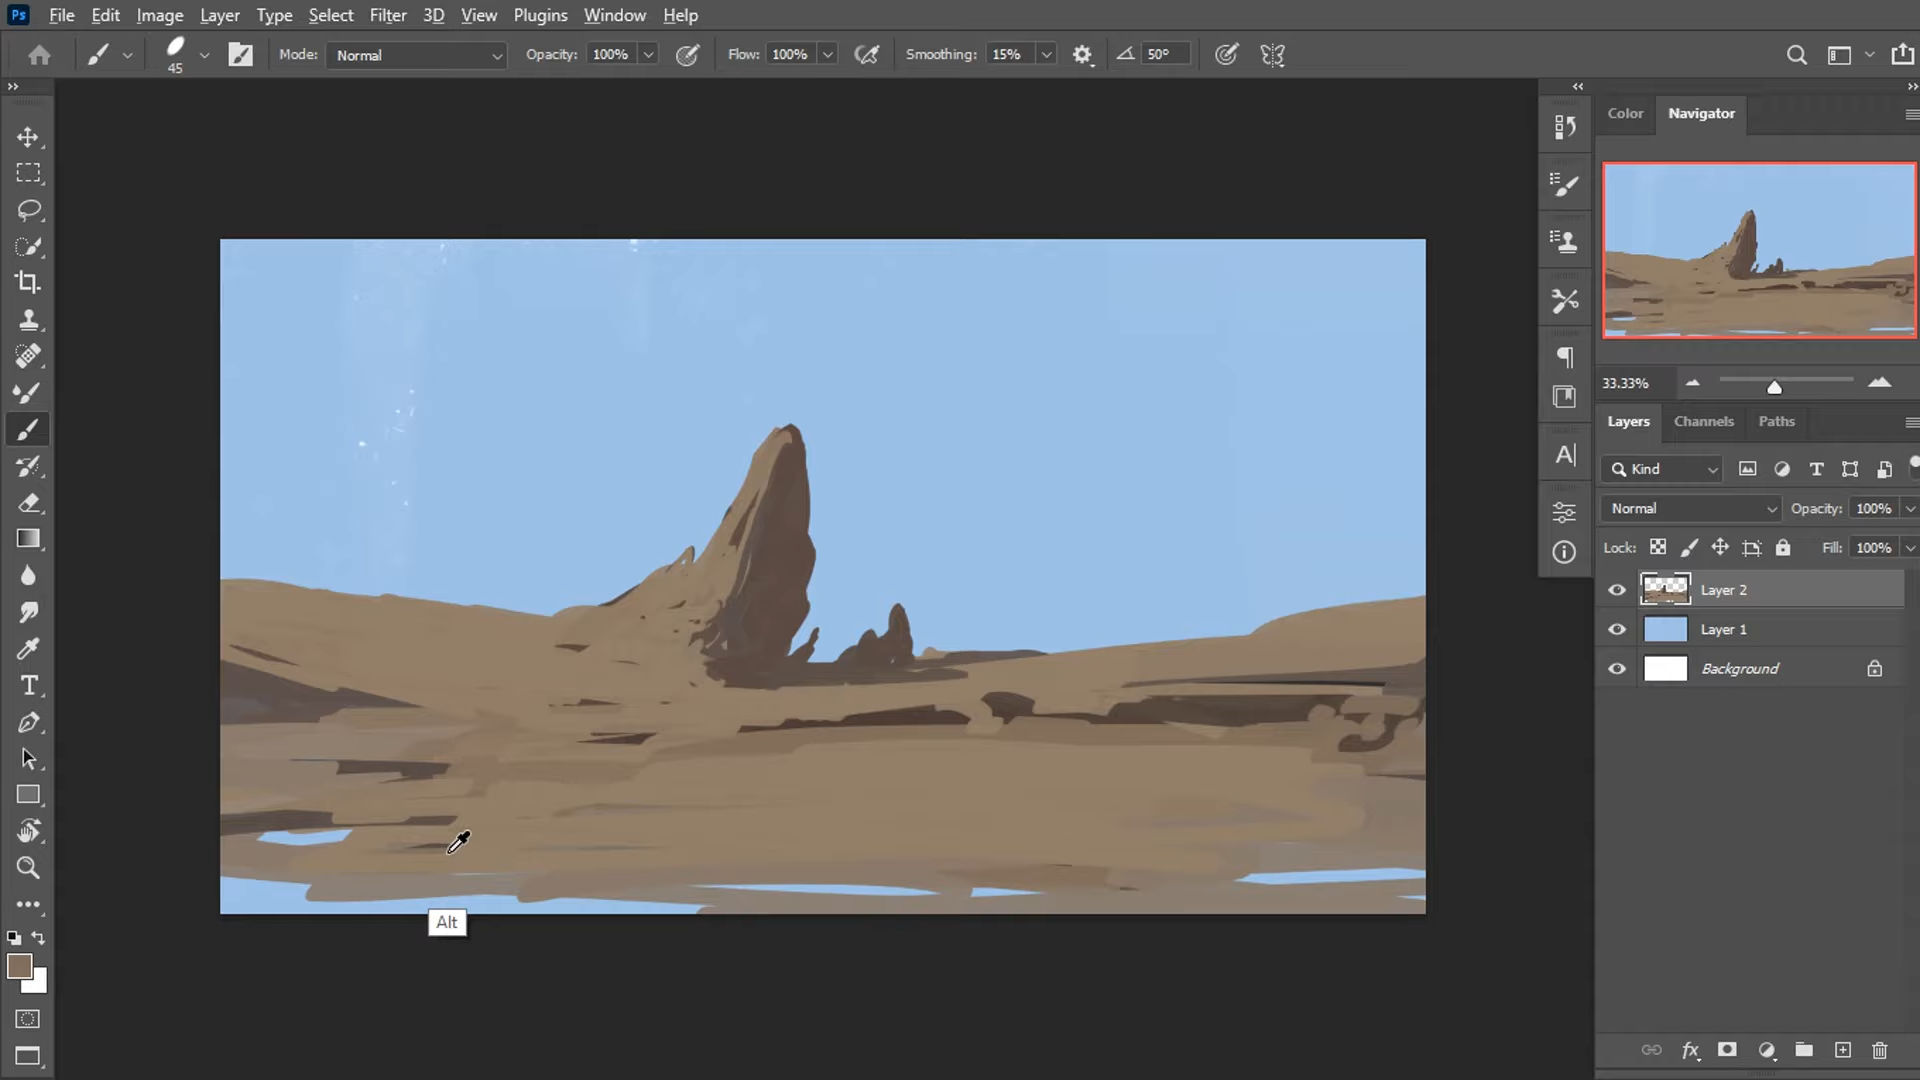 Ps File Edit Image Layer Type Select Filter 3D View Plugins Window Help
45 Mode: Normal Opacity: 100% Flow: 100% Smoothing: 15% 50°
Color Navigator
33.33%
Layers Channels Paths
Kind
Normal Opacity: 100%
Lock: Fill: 100%
Layer 2
Layer 1
Background
Alt